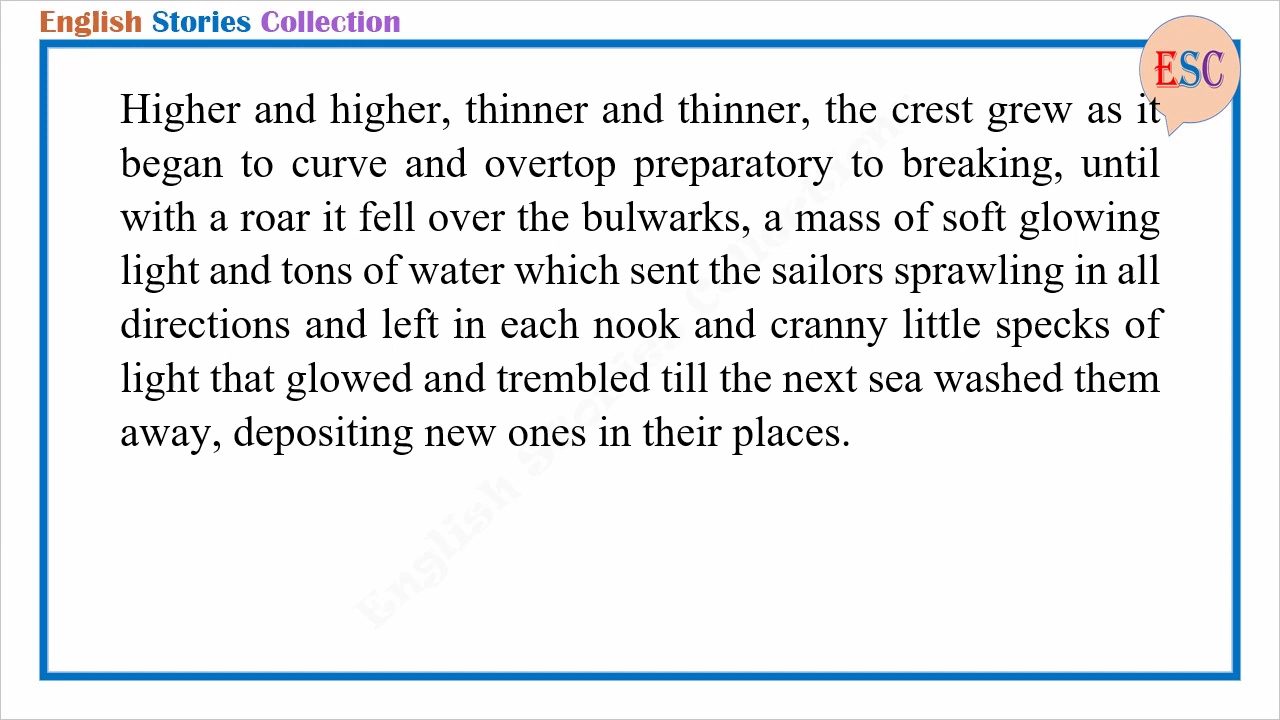 English Stories Collection
ESC
Higher and higher, thinner and thinner, the crest grew as it
began to curve and overtop preparatory to breaking, until
with a roar it fell over the bulwarks, a mass of soft glowing
light and tons of water which sent the sailors sprawling in all
directions and left in each nook and cranny little specks of
light that glowed and trembled till the next sea washed them
away, depositing new ones in their places.
English Stories Collection